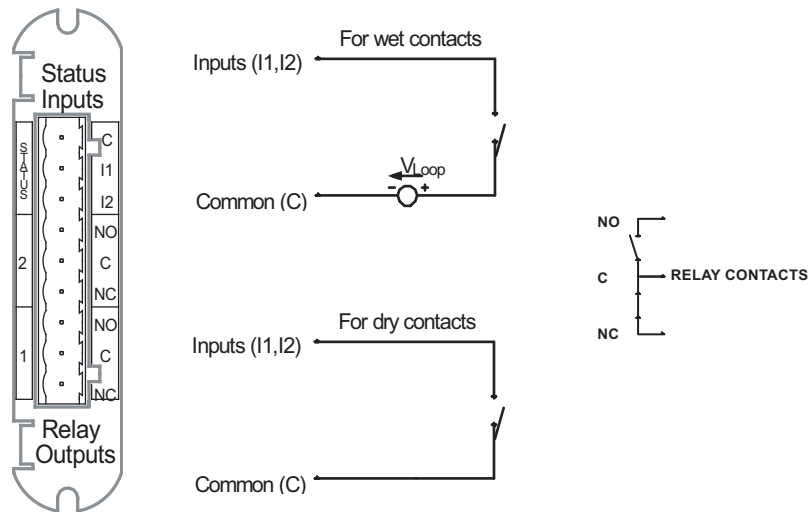 Status
Inputs
STATUS
C
I1
I2
2
NO
C
NC
1
NO
C
NC
Relay
Outputs
For wet contacts
Inputs (I1,I2)
VLoop
- +
Common (C)
For dry contacts
Inputs (I1,I2)
Common (C)
NO
C RELAY CONTACTS
NC